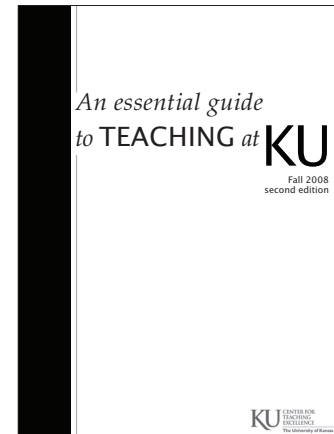 An essential guide
to TEACHING at KU
Fall 2008
second edition
KU CENTER FOR
TEACHING
EXCELLENCE
The University of Kansas